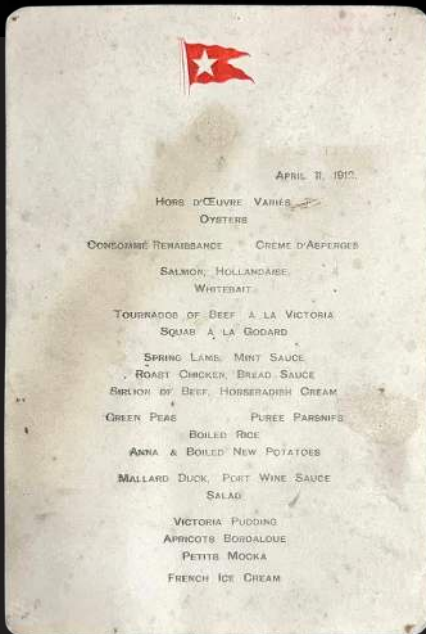 April 11, 1912.
Hors d'Œuvre Variés
Oysters
Consommé Renaissance Creme d'Asperges
Salmon, Hollandaise
Whitebait
Tournados of Beef à la Victoria
Squab à la Godard
Spring Lamb, Mint Sauce
Roast Chicken, Bread Sauce
Sirlion of Beef, Horseradish Cream
Green Peas Puree Parsnips
Boiled Rice
Anna & Boiled New Potatoes
Mallard Duck, Port Wine Sauce
Salad
Victoria Pudding
Apricots Bordaloue
Petits Mocka
French Ice Cream